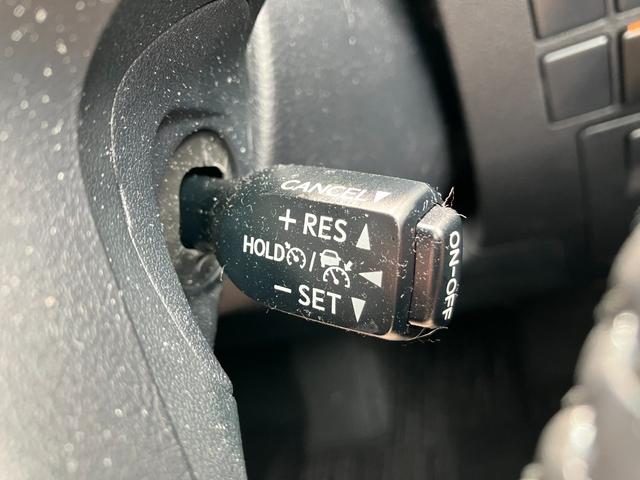 CANCEL▼
+ RES ▲
HOLD / ◀
− SET ▼
ON-OFF